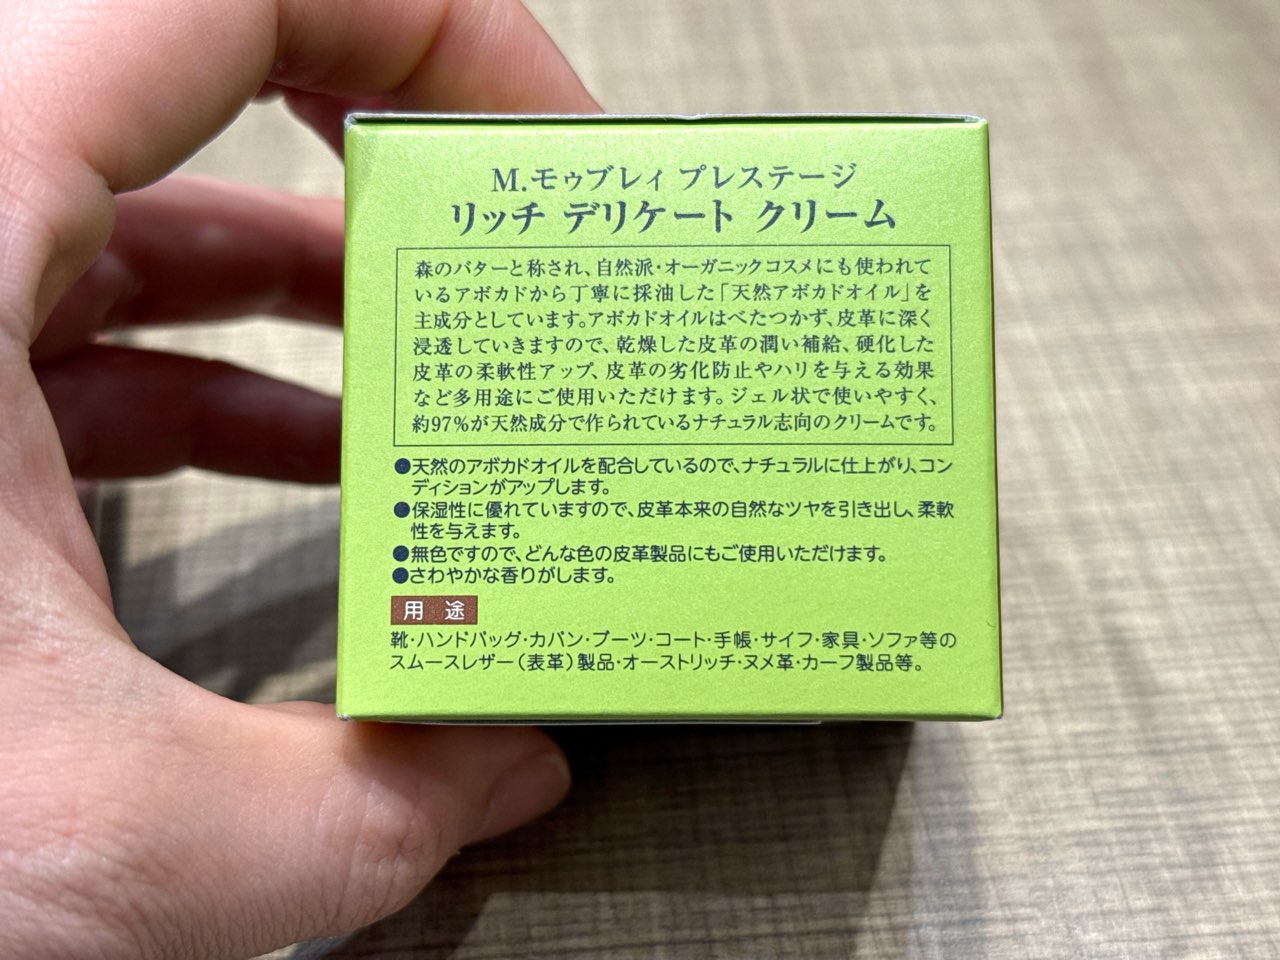 M.モゥブレィ プレステージ
リッチ デリケート クリーム
森のバターと称され、自然派・オーガニックコスメにも使われて
いるアボカドから丁寧に採油した「天然アボカドオイル」を
主成分としています。アボカドオイルはべたつかず、皮革に深く
浸透していきますので、乾燥した皮革の潤い補給、硬化した
皮革の柔軟性アップ、皮革の劣化防止やハリを与える効果
など多用途にご使用いただけます。ジェル状で使いやすく、
約97%が天然成分で作られているナチュラル志向のクリームです。
●天然のアボカドオイルを配合しているので、ナチュラルに仕上がり、コン
ディションがアップします。
●保湿性に優れていますので、皮革本来の自然なツヤを引き出し、柔軟
性を与えます。
●無色ですので、どんな色の皮革製品にもご使用いただけます。
●さわやかな香りがします。
用 途
靴・ハンドバッグ・カバン・ブーツ・コート・手帳・サイフ・家具・ソファ等の
スムースレザー(表革)製品・オーストリッチ・ヌメ革・カーフ製品等。